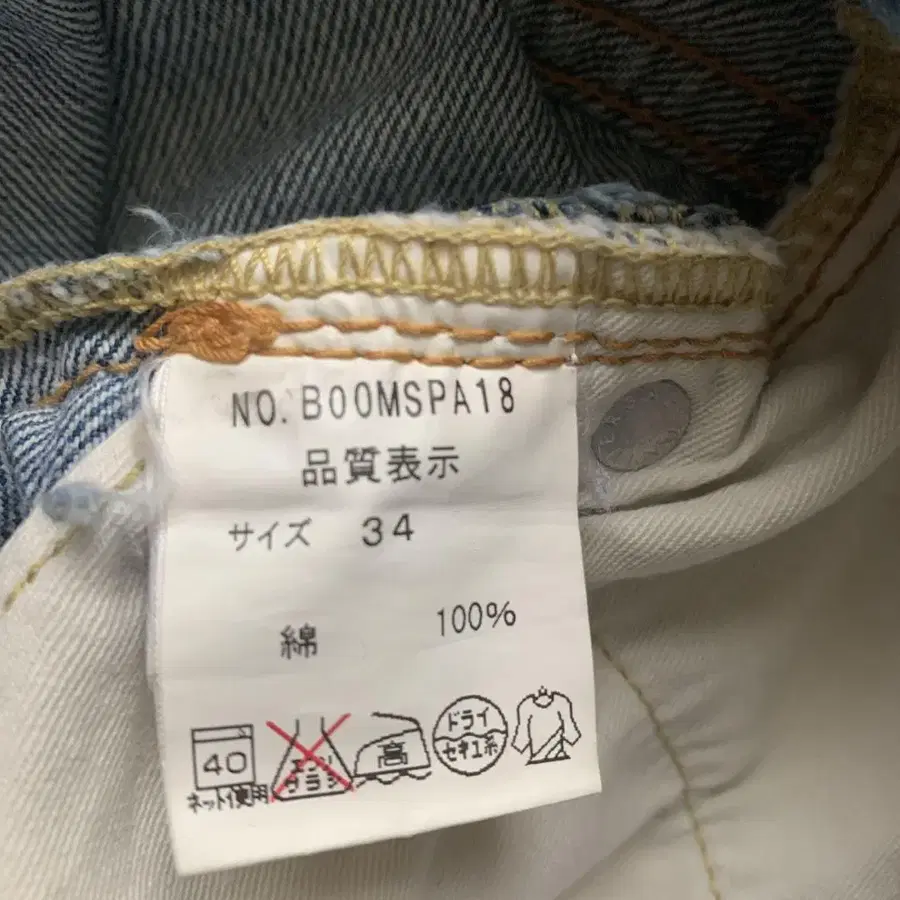 NO. B00MSPA18
品質表示
サイズ 34
綿 100%
40
ネット使用
エンソ
サラシ
高
ドライ
セキユ系